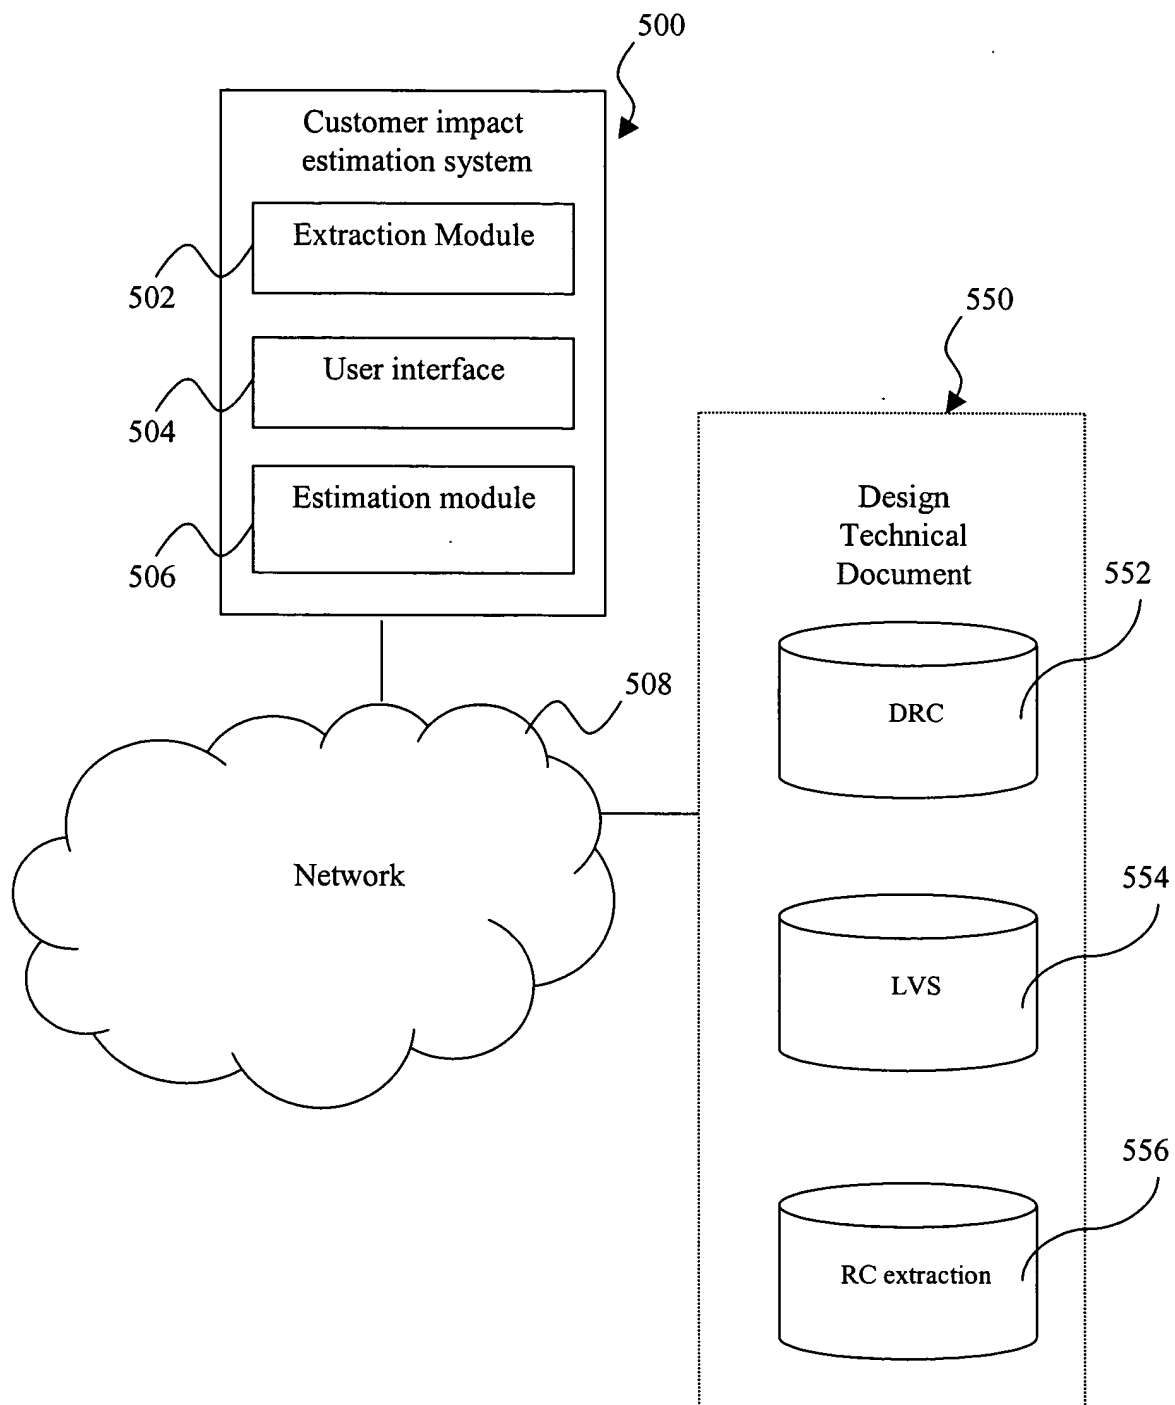 500
Customer impact
estimation system
Extraction Module
502
User interface
504
Estimation module
506
550
Design
Technical
Document
552
DRC
508
Network
554
LVS
556
RC extraction